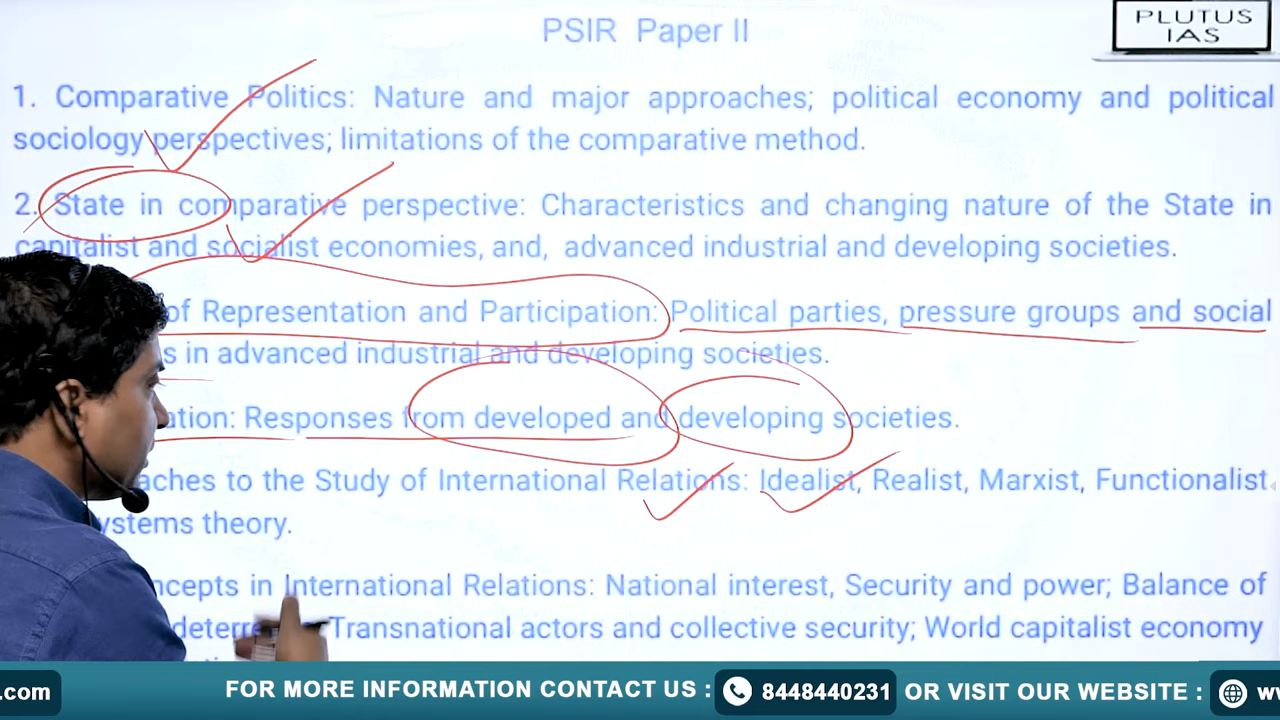 PSIR Paper II
PLUTUS
IAS
1. Comparative Politics: Nature and major approaches; political economy and political
sociology perspectives; limitations of the comparative method.
2. State in comparative perspective: Characteristics and changing nature of the State in
capitalist and socialist economies, and, advanced industrial and developing societies.
of Representation and Participation: Political parties, pressure groups and social
in advanced industrial and developing societies.
Responses from developed and developing societies.
to the Study of International Relations: Idealist, Realist, Marxist, Functionalist
theory.
in International Relations: National interest, Security and power; Balance of
Transnational actors and collective security; World capitalist economy
.com
FOR MORE INFORMATION CONTACT US : 8448440231 OR VISIT OUR WEBSITE :